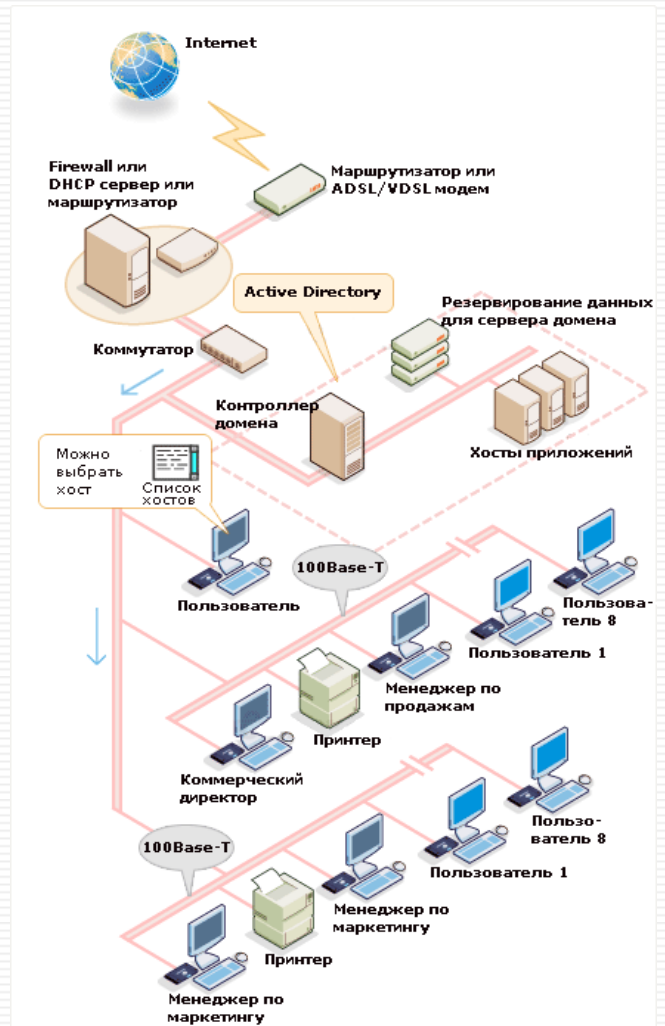 Internet
Firewall или
DHCP сервер или
маршрутизатор
Маршрутизатор или
ADSL/VDSL модем
Active Directory
Резервирование данных
для сервера домена
Коммутатор
Контроллер
домена
Хосты приложений
Можно
выбрать
хост
Список
хостов
Пользователь
100Base-T
Пользова-
тель 8
Пользователь 1
Менеджер по
продажам
Принтер
Коммерческий
директор
Пользо-
ватель 8
100Base-T
Пользователь 1
Менеджер по
маркетингу
Принтер
Менеджер по
маркетингу